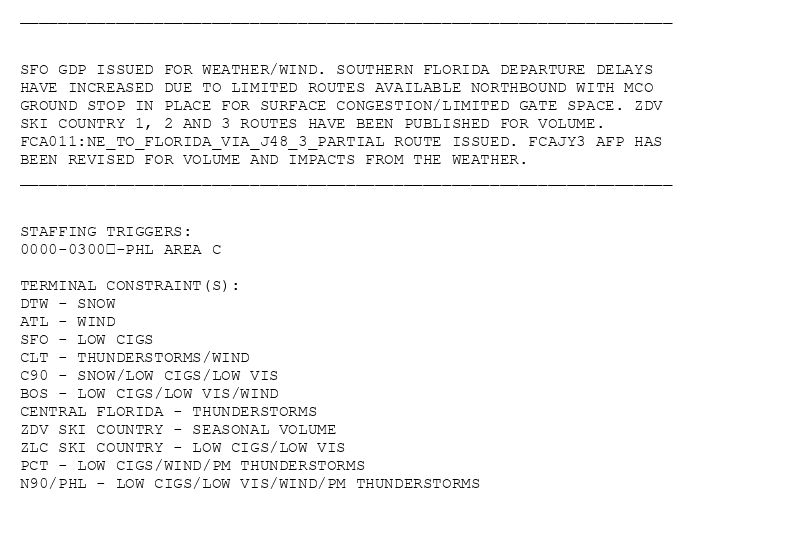 SFO GDP ISSUED FOR WEATHER/WIND. SOUTHERN FLORIDA DEPARTURE DELAYS
HAVE INCREASED DUE TO LIMITED ROUTES AVAILABLE NORTHBOUND WITH MCO
GROUND STOP IN PLACE FOR SURFACE CONGESTION/LIMITED GATE SPACE. ZDV
SKI COUNTRY 1, 2 AND 3 ROUTES HAVE BEEN PUBLISHED FOR VOLUME.
FCA011:NE_TO_FLORIDA_VIA_J48_3_PARTIAL ROUTE ISSUED. FCAJY3 AFP HAS
BEEN REVISED FOR VOLUME AND IMPACTS FROM THE WEATHER.
STAFFING TRIGGERS:
0000-0300□-PHL AREA C
TERMINAL CONSTRAINT(S):
DTW - SNOW
ATL - WIND
SFO - LOW CIGS
CLT - THUNDERSTORMS/WIND
C90 - SNOW/LOW CIGS/LOW VIS
BOS - LOW CIGS/LOW VIS/WIND
CENTRAL FLORIDA - THUNDERSTORMS
ZDV SKI COUNTRY - SEASONAL VOLUME
ZLC SKI COUNTRY - LOW CIGS/LOW VIS
PCT - LOW CIGS/WIND/PM THUNDERSTORMS
N90/PHL - LOW CIGS/LOW VIS/WIND/PM THUNDERSTORMS